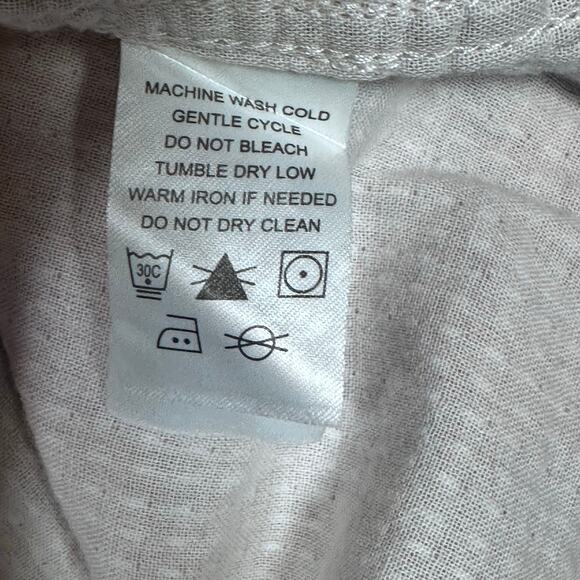 MACHINE WASH COLD
GENTLE CYCLE
DO NOT BLEACH
TUMBLE DRY LOW
WARM IRON IF NEEDED
DO NOT DRY CLEAN
30C